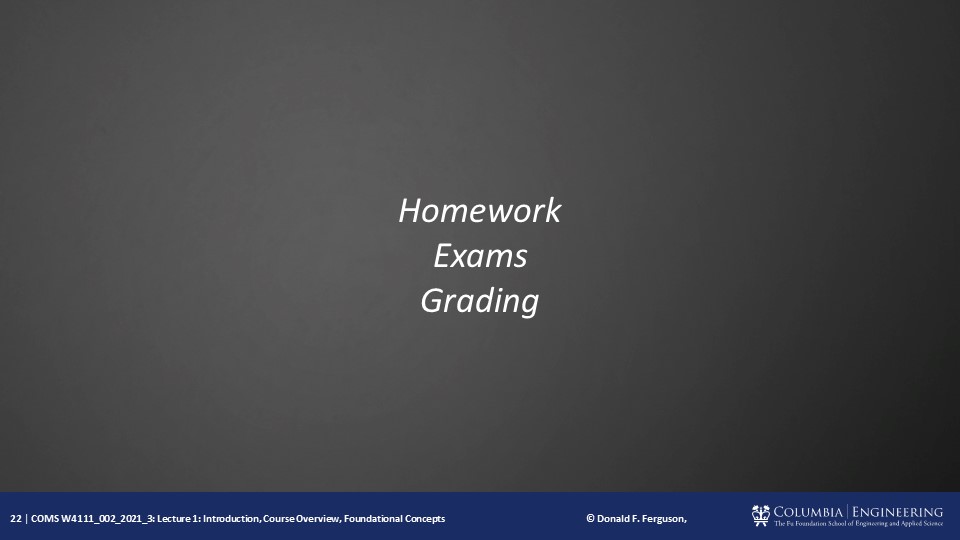 Homework
Exams
Grading
22 | COMS W4111_002_2021_3: Lecture 1: Introduction, Course Overview, Foundational Concepts
© Donald F. Ferguson,
COLUMBIA | ENGINEERING
The Fu Foundation School of Engineering and Applied Science